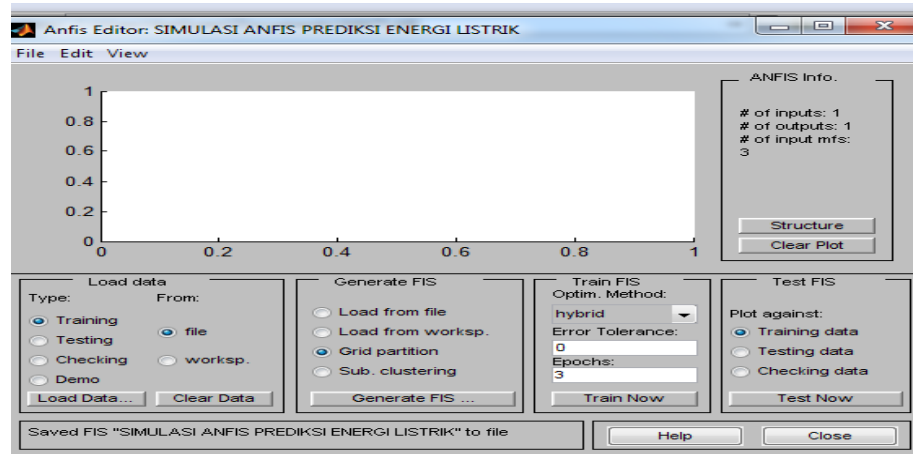 Anfis Editor: SIMULASI ANFIS PREDIKSI ENERGI LISTRIK
File Edit View
1
0.8
0.6
0.4
0.2
0
0 0.2 0.4 0.6 0.8 1
ANFIS Info.
# of inputs: 1
# of outputs: 1
# of input mfs:
3
Structure
Clear Plot
Load data
Type: From:
Training
Testing
Checking
Demo
file
worksp.
Load Data... Clear Data
Generate FIS
Load from file
Load from worksp.
Grid partition
Sub. clustering
Generate FIS ...
Train FIS
Optim. Method:
hybrid
Error Tolerance:
0
Epochs:
3
Train Now
Test FIS
Plot against:
Training data
Testing data
Checking data
Test Now
Saved FIS "SIMULASI ANFIS PREDIKSI ENERGI LISTRIK" to file
Help Close